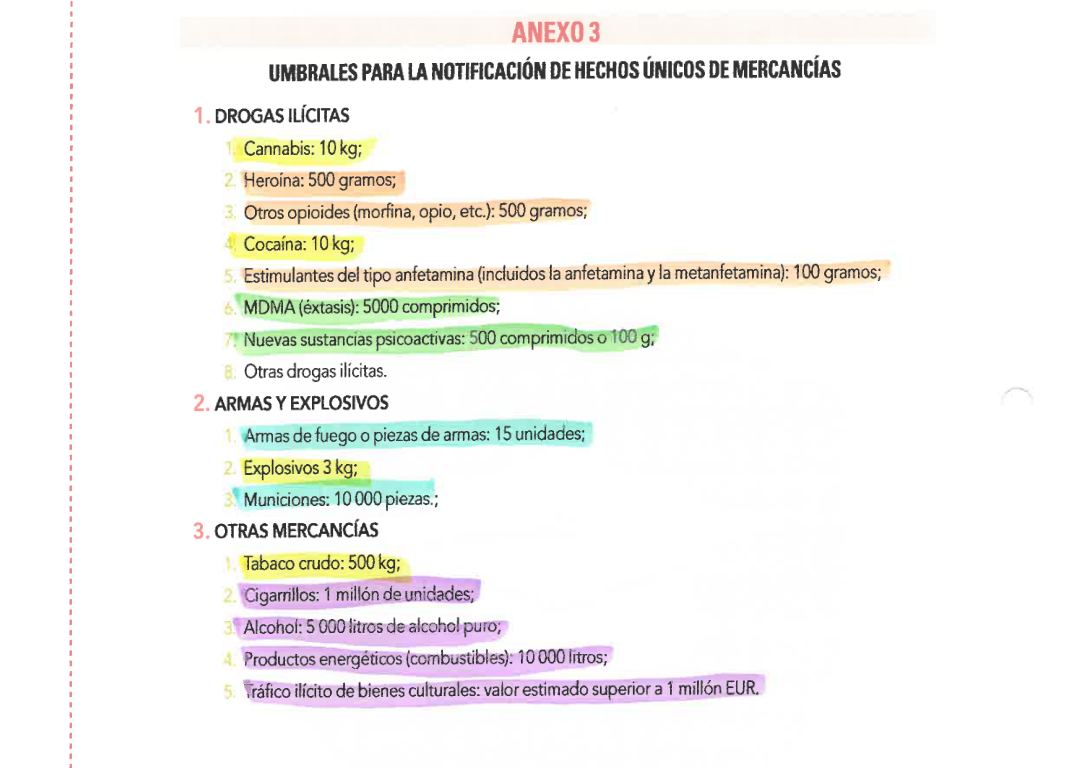 ANEXO 3
UMBRALES PARA LA NOTIFICACIÓN DE HECHOS ÚNICOS DE MERCANCÍAS
1. DROGAS ILÍCITAS
1. Cannabis: 10 kg;
2. Heroína: 500 gramos;
3. Otros opioides (morfina, opio, etc.): 500 gramos;
4. Cocaína: 10 kg;
5. Estimulantes del tipo anfetamina (incluidos la anfetamina y la metanfetamina): 100 gramos;
6. MDMA (éxtasis): 5000 comprimidos;
7. Nuevas sustancias psicoactivas: 500 comprimidos o 100 g;
8. Otras drogas ilícitas.
2. ARMAS Y EXPLOSIVOS
1. Armas de fuego o piezas de armas: 15 unidades;
2. Explosivos 3 kg;
3. Municiones: 10 000 piezas.;
3. OTRAS MERCANCÍAS
1. Tabaco crudo: 500 kg;
2. Cigarrillos: 1 millón de unidades;
3. Alcohol: 5 000 litros de alcohol puro;
4. Productos energéticos (combustibles): 10 000 litros;
5. Tráfico ilícito de bienes culturales: valor estimado superior a 1 millón EUR.